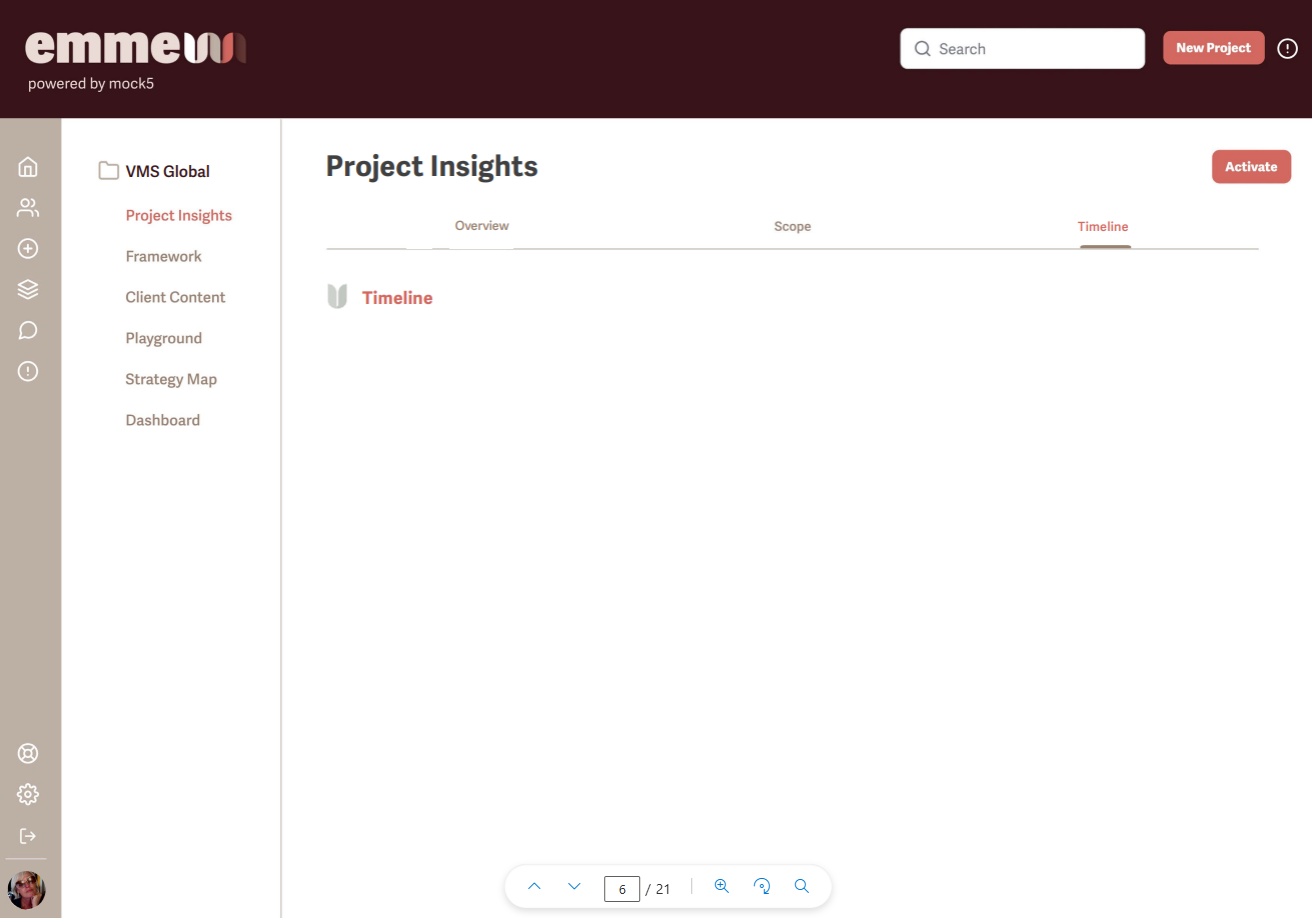 emme
powered by mock5
Search
New Project
VMS Global
Project Insights
Framework
Client Content
Playground
Strategy Map
Dashboard
Project Insights
Activate
Overview
Scope
Timeline
Timeline
6 / 21